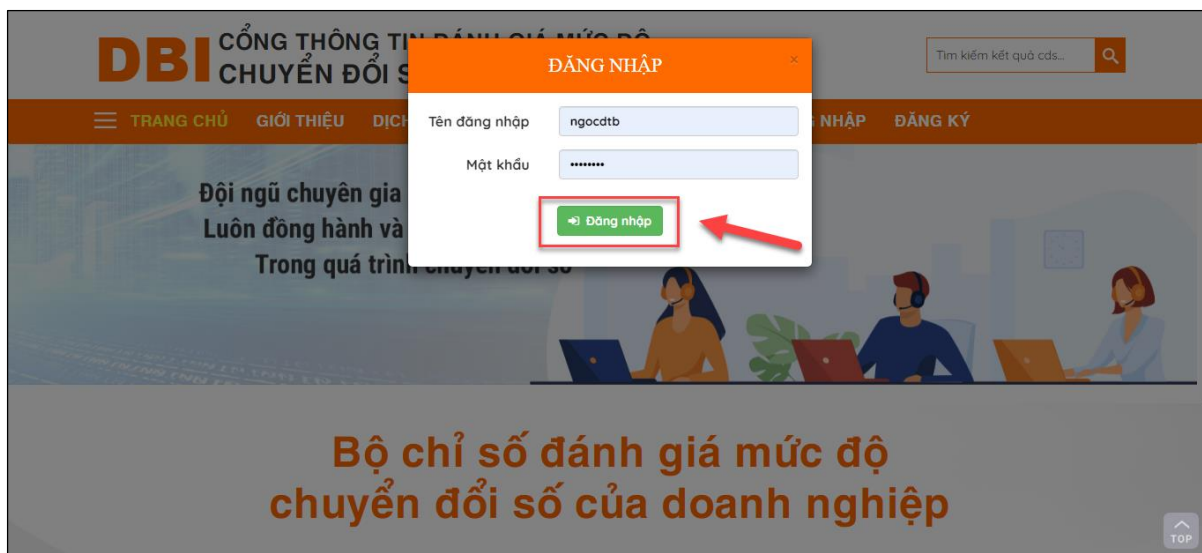 DBI
CỔNG THÔNG TIN ĐÁNH GIÁ MỨC ĐỘ
CHUYỂN ĐỔI S
Tìm kiếm kết quả cds...
ĐĂNG NHẬP
×
TRANG CHỦ GIỚI THIỆU DỊCH NHẬP ĐĂNG KÝ
Tên đăng nhập ngocdtb
Mật khẩu ••••••••
Đăng nhập
Đội ngũ chuyên gia
Luôn đồng hành và
Trong quá trình chuyển đổi số
Bộ chỉ số đánh giá mức độ
chuyển đổi số của doanh nghiệp
TOP